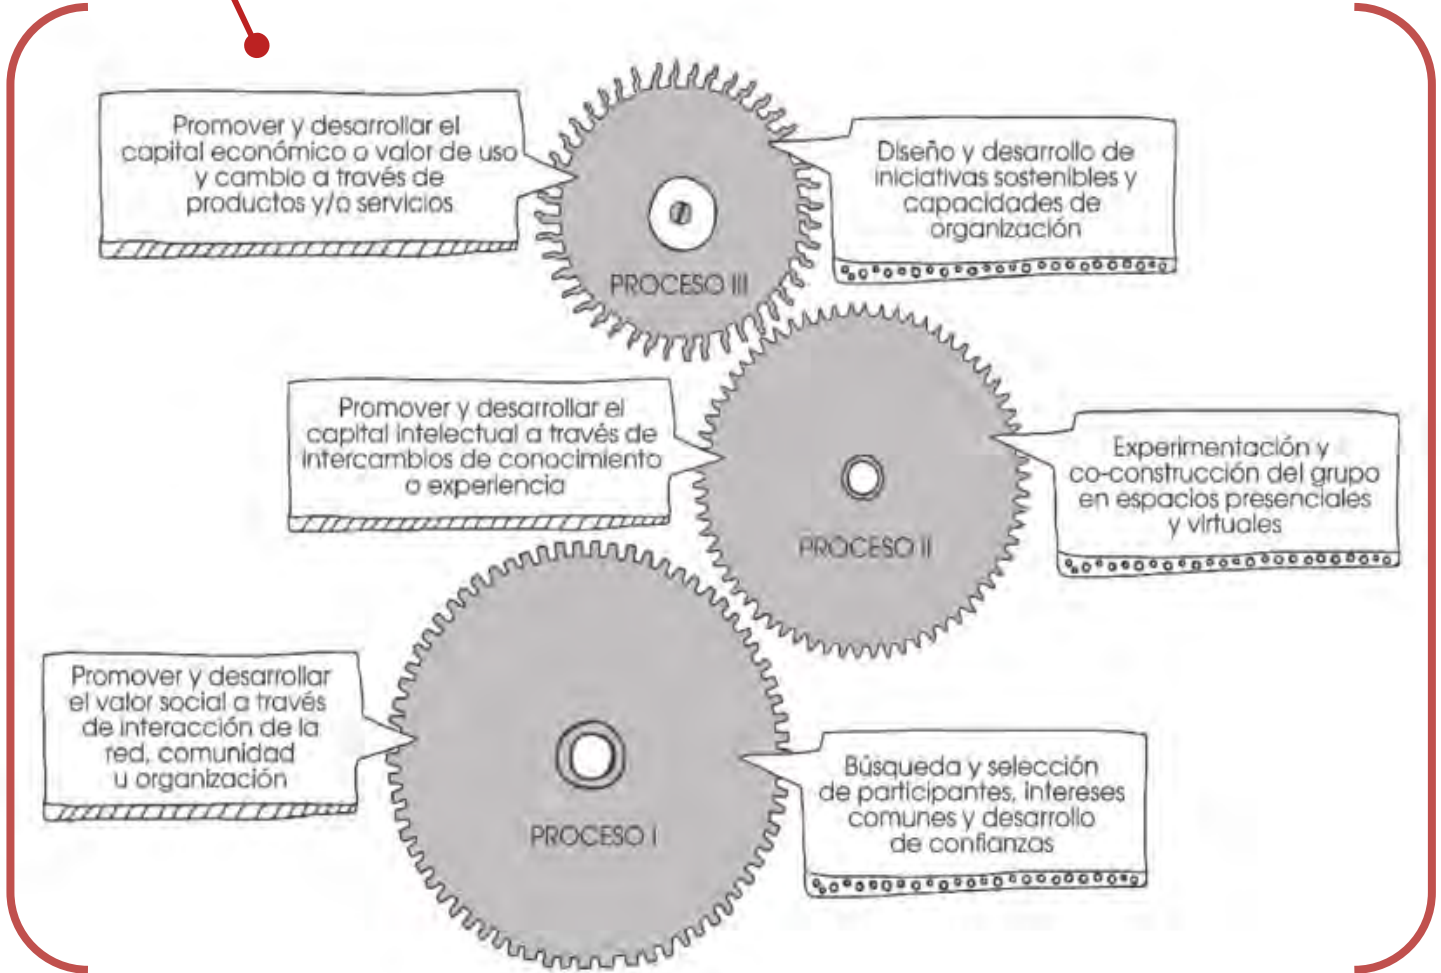 Promover y desarrollar el
capital económico o valor de uso
y cambio a través de
productos y/o servicios
Diseño y desarrollo de
iniciativas sostenibles y
capacidades de
organización
PROCESO III
Promover y desarrollar el
capital intelectual a través de
intercambios de conocimiento
o experiencia
Experimentación y
co-construcción del grupo
en espacios presenciales
y virtuales
PROCESO II
Promover y desarrollar
el valor social a través
de interacción de la
red, comunidad
u organización
Búsqueda y selección
de participantes, intereses
comunes y desarrollo
de confianzas
PROCESO I